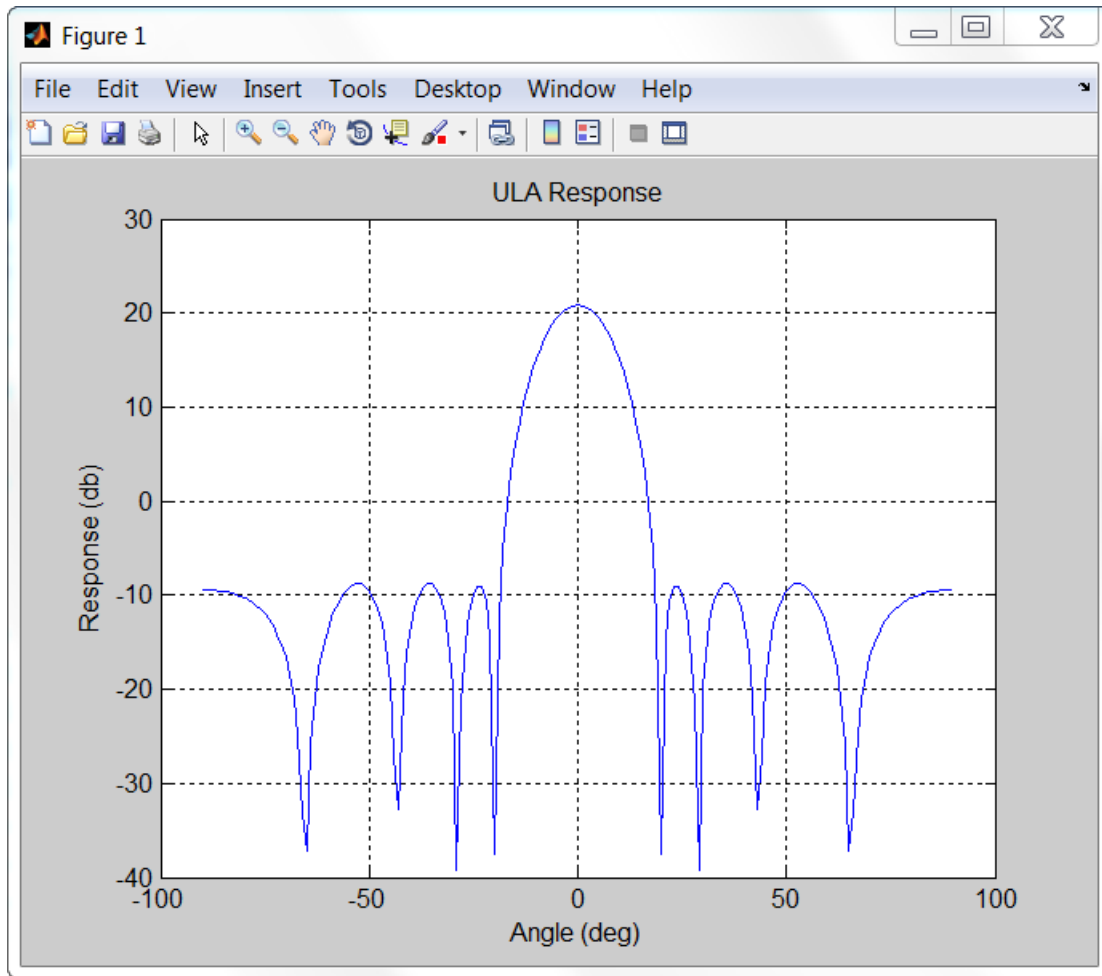 Figure 1
File Edit View Insert Tools Desktop Window Help
ULA Response
30
20
10
0
-10
-20
-30
-40
Response (db)
-100 -50 0 50 100
Angle (deg)